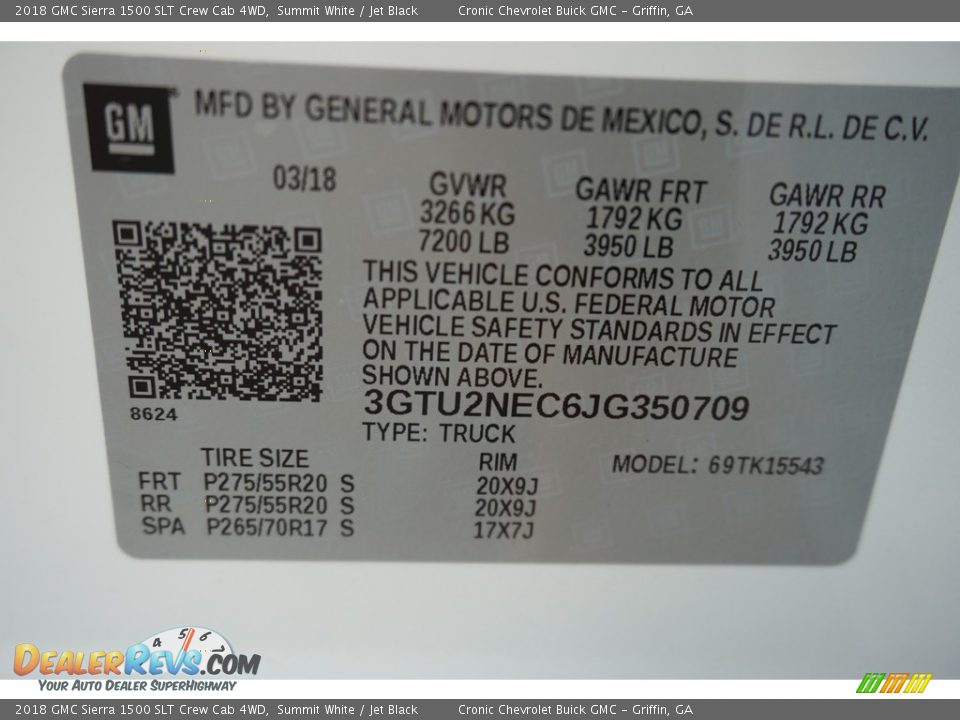 2018 GMC Sierra 1500 SLT Crew Cab 4WD, Summit White / Jet Black Cronic Chevrolet Buick GMC – Griffin, GA
GM
MFD BY GENERAL MOTORS DE MEXICO, S. DE R.L. DE C.V.
03/18 GVWR GAWR FRT GAWR RR
3266 KG 1792 KG 1792 KG
7200 LB 3950 LB 3950 LB
THIS VEHICLE CONFORMS TO ALL
APPLICABLE U.S. FEDERAL MOTOR
VEHICLE SAFETY STANDARDS IN EFFECT
ON THE DATE OF MANUFACTURE
SHOWN ABOVE.
3GTU2NEC6JG350709
8624
TYPE: TRUCK
TIRE SIZE RIM MODEL: 69TK15543
FRT P275/55R20 S 20X9J
RR P275/55R20 S 20X9J
SPA P265/70R17 S 17X7J
4 5 6
DEALERREVS.COM
YOUR AUTO DEALER SUPERHIGHWAY
2018 GMC Sierra 1500 SLT Crew Cab 4WD, Summit White / Jet Black Cronic Chevrolet Buick GMC – Griffin, GA